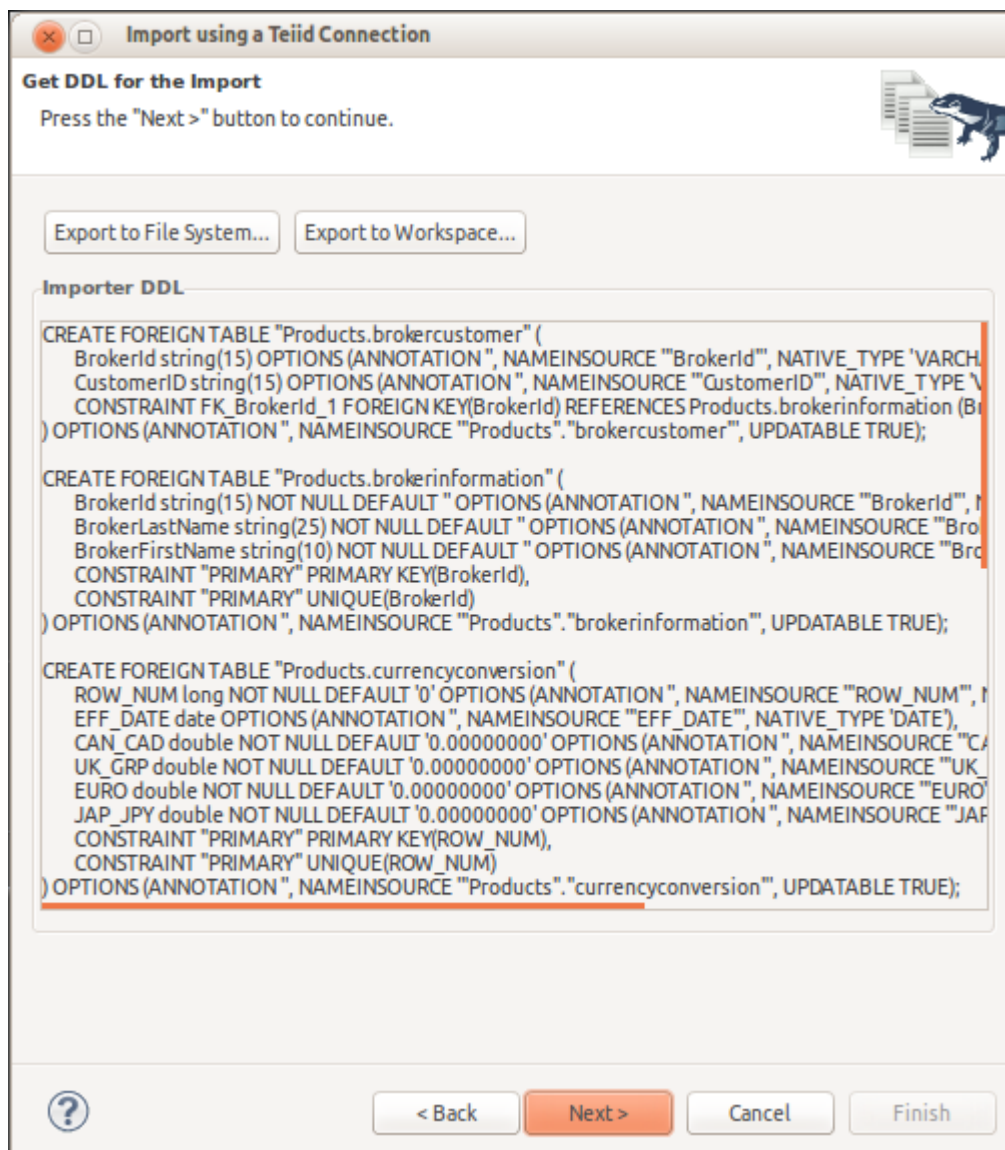 Import using a Teiid Connection
Get DDL for the Import
Press the "Next >" button to continue.
Export to File System... Export to Workspace...
Importer DDL
CREATE FOREIGN TABLE "Products.brokercustomer" (
BrokerId string(15) OPTIONS (ANNOTATION '', NAMEINSOURCE '"BrokerId"', NATIVE_TYPE 'VARCHA
CustomerID string(15) OPTIONS (ANNOTATION '', NAMEINSOURCE '"CustomerID"', NATIVE_TYPE 'V
CONSTRAINT FK_BrokerId_1 FOREIGN KEY(BrokerId) REFERENCES Products.brokerinformation (Br
) OPTIONS (ANNOTATION '', NAMEINSOURCE '"Products"."brokercustomer"', UPDATABLE TRUE);
CREATE FOREIGN TABLE "Products.brokerinformation" (
BrokerId string(15) NOT NULL DEFAULT '' OPTIONS (ANNOTATION '', NAMEINSOURCE '"BrokerId"', N
BrokerLastName string(25) NOT NULL DEFAULT '' OPTIONS (ANNOTATION '', NAMEINSOURCE '"Bro
BrokerFirstName string(10) NOT NULL DEFAULT '' OPTIONS (ANNOTATION '', NAMEINSOURCE '"Bro
CONSTRAINT "PRIMARY" PRIMARY KEY(BrokerId),
CONSTRAINT "PRIMARY" UNIQUE(BrokerId)
) OPTIONS (ANNOTATION '', NAMEINSOURCE '"Products"."brokerinformation"', UPDATABLE TRUE);
CREATE FOREIGN TABLE "Products.currencyconversion" (
ROW_NUM long NOT NULL DEFAULT '0' OPTIONS (ANNOTATION '', NAMEINSOURCE '"ROW_NUM"', N
EFF_DATE date OPTIONS (ANNOTATION '', NAMEINSOURCE '"EFF_DATE"', NATIVE_TYPE 'DATE'),
CAN_CAD double NOT NULL DEFAULT '0.00000000' OPTIONS (ANNOTATION '', NAMEINSOURCE '"CA
UK_GRP double NOT NULL DEFAULT '0.00000000' OPTIONS (ANNOTATION '', NAMEINSOURCE '"UK_
EURO double NOT NULL DEFAULT '0.00000000' OPTIONS (ANNOTATION '', NAMEINSOURCE '"EURO"
JAP_JPY double NOT NULL DEFAULT '0.00000000' OPTIONS (ANNOTATION '', NAMEINSOURCE '"JAP
CONSTRAINT "PRIMARY" PRIMARY KEY(ROW_NUM),
CONSTRAINT "PRIMARY" UNIQUE(ROW_NUM)
) OPTIONS (ANNOTATION '', NAMEINSOURCE '"Products"."currencyconversion"', UPDATABLE TRUE);
? < Back Next > Cancel Finish